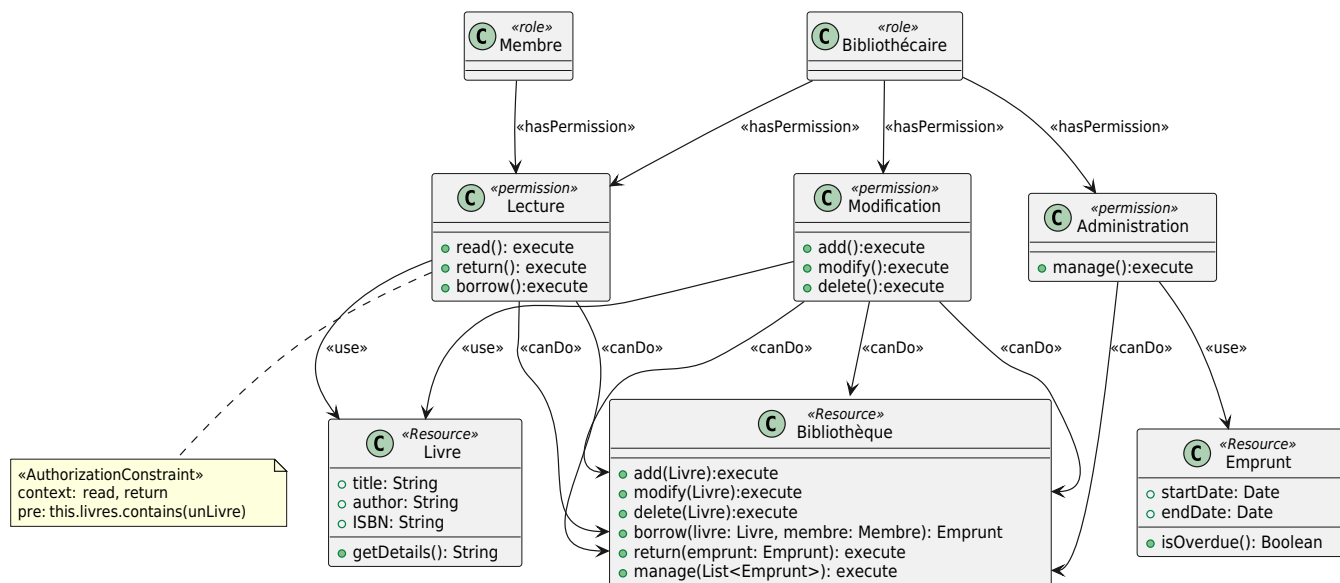 C «role» Membre
C «role» Bibliothécaire
«hasPermission»
«hasPermission»
«hasPermission»
«hasPermission»
C «permission» Lecture
read(): execute
return(): execute
borrow():execute
C «permission» Modification
add():execute
modify():execute
delete():execute
C «permission» Administration
manage():execute
«use»
«use»
«canDo»
«canDo»
«canDo»
«canDo»
«canDo»
«canDo»
«use»
«AuthorizationConstraint»
context: read, return
pre: this.livres.contains(unLivre)
C «Resource» Livre
title: String
author: String
ISBN: String
getDetails(): String
C «Resource» Bibliothèque
add(Livre):execute
modify(Livre):execute
delete(Livre):execute
borrow(livre: Livre, membre: Membre): Emprunt
return(emprunt: Emprunt): execute
manage(List<Emprunt>): execute
C «Resource» Emprunt
startDate: Date
endDate: Date
isOverdue(): Boolean